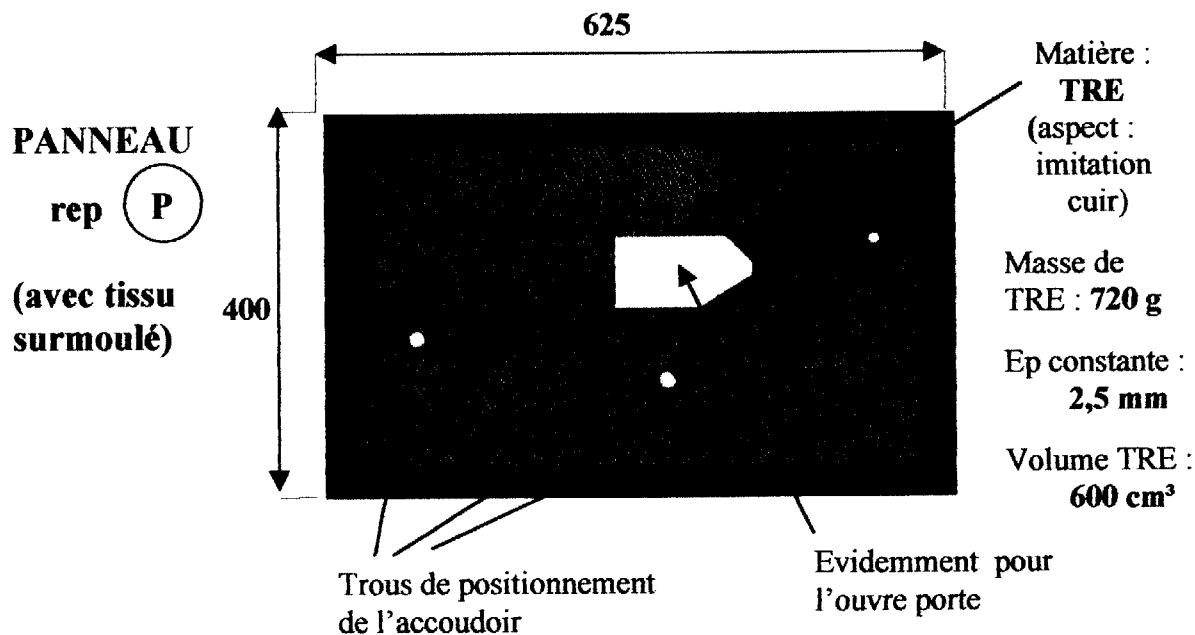 625
PANNEAU
rep P
(avec tissu
surmoulé)
400
Matière :
TRE
(aspect :
imitation
cuir)
Masse de
TRE : 720 g
Ep constante :
2,5 mm
Volume TRE :
600 cm³
Trous de positionnement
de l'accoudoir
Evidemment pour
l'ouvre porte